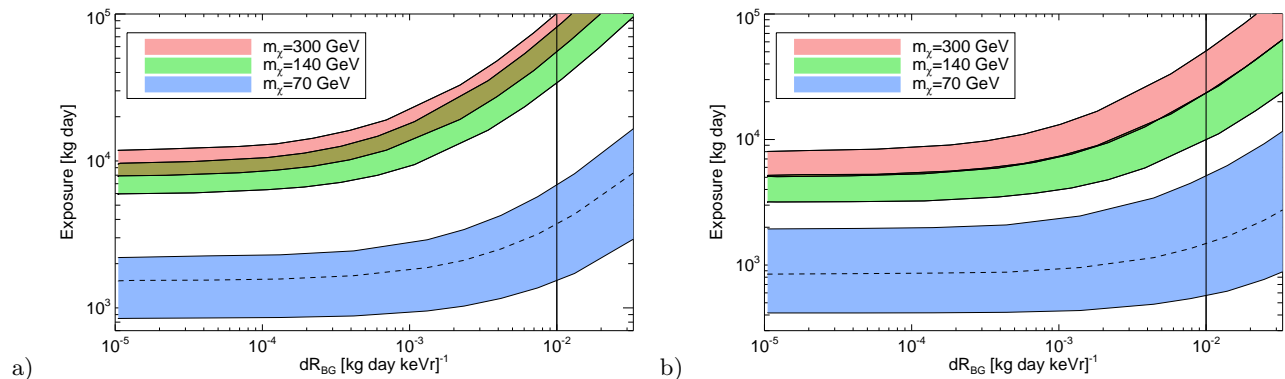 10^5
10^4
10^3
Exposure [kg day]
m_χ=300 GeV
m_χ=140 GeV
m_χ=70 GeV
10^-5 10^-4 10^-3 10^-2
dR_BG [kg day keVr]^-1
a)
10^5
10^4
10^3
Exposure [kg day]
m_χ=300 GeV
m_χ=140 GeV
m_χ=70 GeV
10^-5 10^-4 10^-3 10^-2
dR_BG [kg day keVr]^-1
b)